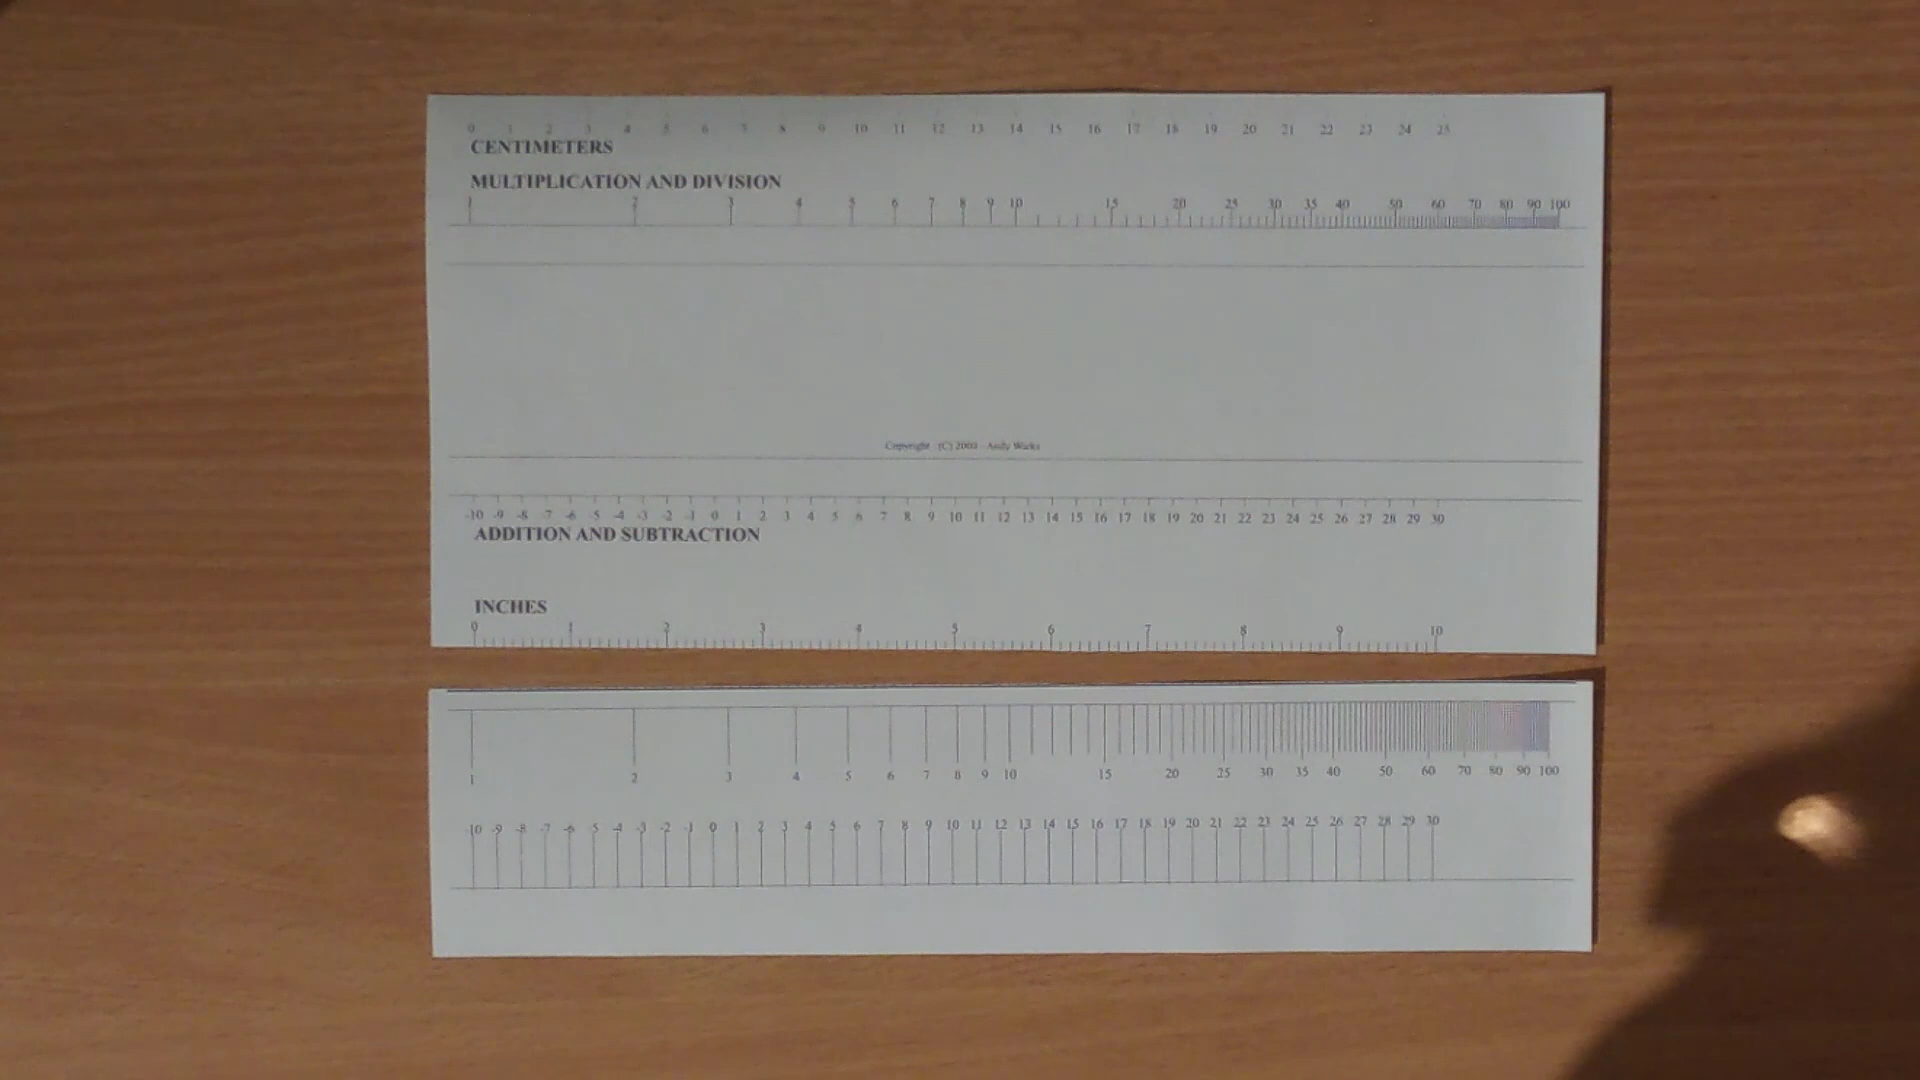 0 1 2 3 4 5 6 7 8 9 10 11 12 13 14 15 16 17 18 19 20 21 22 23 24 25
CENTIMETERS
MULTIPLICATION AND DIVISION
1 2 3 4 5 6 7 8 9 10 15 20 25 30 35 40 50 60 70 80 90 100
Copyright (C) 2000 Andy
-10 -9 -8 -7 -6 -5 -4 -3 -2 -1 0 1 2 3 4 5 6 7 8 9 10 11 12 13 14 15 16 17 18 19 20 21 22 23 24 25 26 27 28 29 30
ADDITION AND SUBTRACTION
INCHES
0 1 2 3 4 5 6 7 8 9 10
1 2 3 4 5 6 7 8 9 10 15 20 25 30 35 40 50 60 70 80 90 100
-10 -9 -8 -7 -6 -5 -4 -3 -2 -1 0 1 2 3 4 5 6 7 8 9 10 11 12 13 14 15 16 17 18 19 20 21 22 23 24 25 26 27 28 29 30